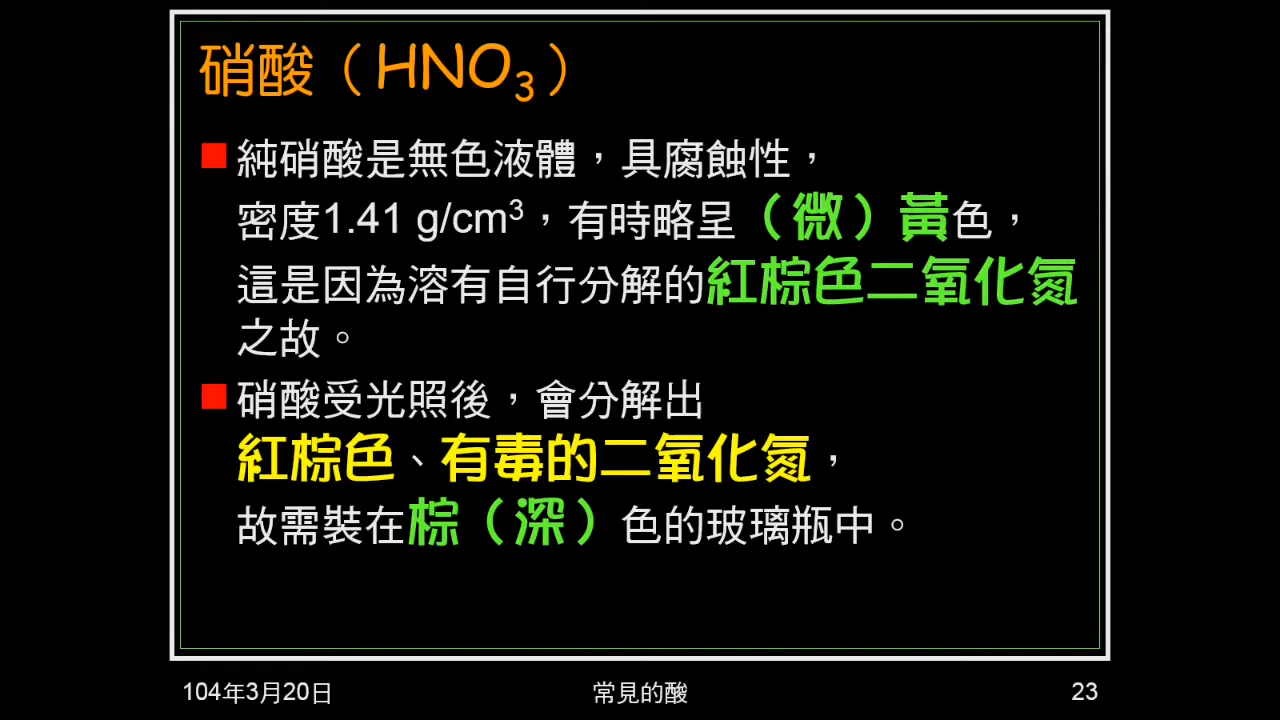 硝酸（HNO₃）
純硝酸是無色液體，具腐蝕性，
密度1.41 g/cm³，有時略呈（微）黃色，
這是因為溶有自行分解的紅棕色二氧化氮
之故。
硝酸受光照後，會分解出
紅棕色、有毒的二氧化氮，
故需裝在棕（深）色的玻璃瓶中。
104年3月20日
常見的酸
23